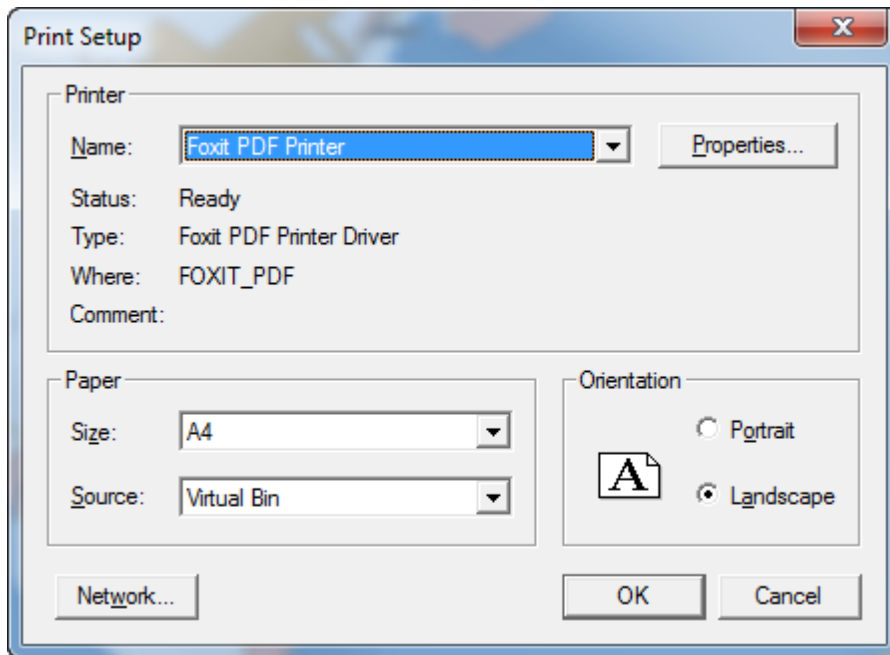 Print Setup
Printer
Name: Foxit PDF Printer Properties...
Status: Ready
Type: Foxit PDF Printer Driver
Where: FOXIT_PDF
Comment:
Paper
Size: A4
Source: Virtual Bin
Orientation
Portrait
A
Landscape
Network... OK Cancel